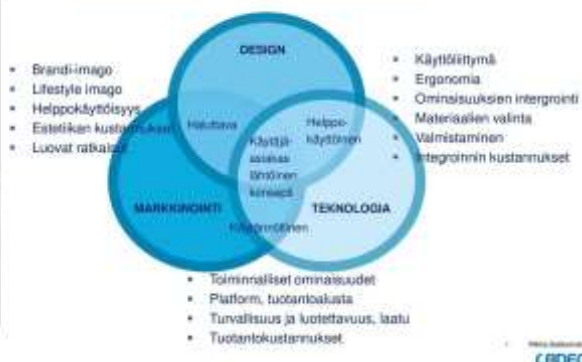 DESIGN
Brandi-imago
Lifestyle imago
Helppokäyttöisyys
Estetiikan kustannukset
Luovat ratkaisut
Käyttöliittymä
Ergonomia
Ominaisuuksien intergrointi
Materiaalien valinta
Valmistaminen
Integroinnin kustannukset
Haluttava
Helppo-
käyttöinen
Käyttäjä-
asiakas
lähtöinen
konsepti
MARKKINOINTI
TEKNOLOGIA
Käytännöllinen
Toiminnalliset ominaisuudet
Platform, tuotantoalusta
Turvallisuus ja luotettavuus, laatu
Tuotantokustannukset